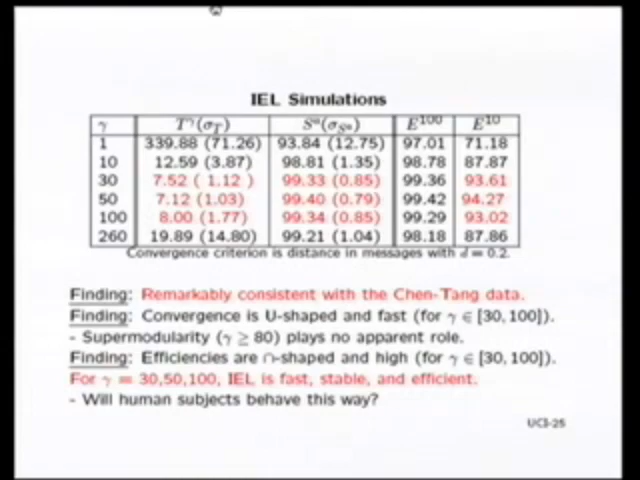 IEL Simulations
γ T^γ(σ_T) S^α(σ_S^α) E^100 E^10
1 339.88 (71.26) 93.84 (12.75) 97.01 71.18
10 12.59 (3.87) 98.81 (1.35) 98.78 87.87
30 7.52 ( 1.12 ) 99.33 (0.85) 99.36 93.61
50 7.12 (1.03) 99.40 (0.79) 99.42 94.27
100 8.00 (1.77) 99.34 (0.85) 99.29 93.02
260 19.89 (14.80) 99.21 (1.04) 98.18 87.86
Convergence criterion is distance in messages with d = 0.2.
Finding: Remarkably consistent with the Chen-Tang data.
Finding: Convergence is U-shaped and fast (for γ ∈ [30, 100]).
- Supermodularity (γ ≥ 80) plays no apparent role.
Finding: Efficiencies are ∩-shaped and high (for γ ∈ [30, 100]).
For γ = 30,50,100, IEL is fast, stable, and efficient.
- Will human subjects behave this way?
UCI-25